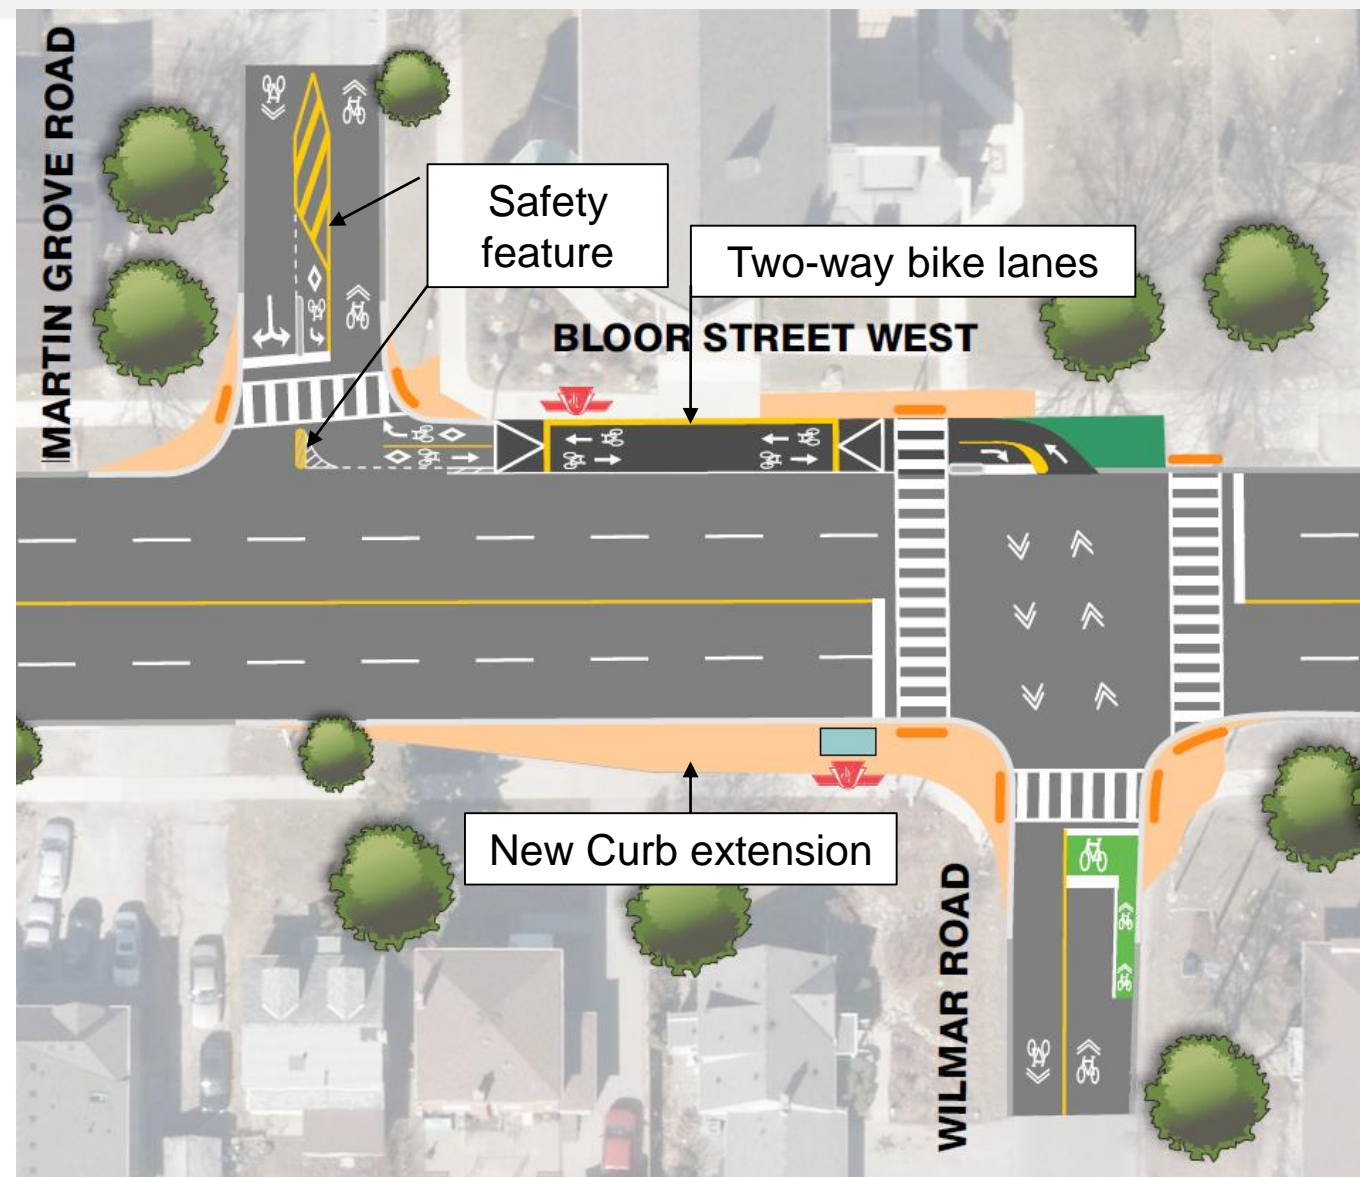 MARTIN GROVE ROAD
Safety
feature
Two-way bike lanes
BLOOR STREET WEST
New Curb extension
WILMAR ROAD